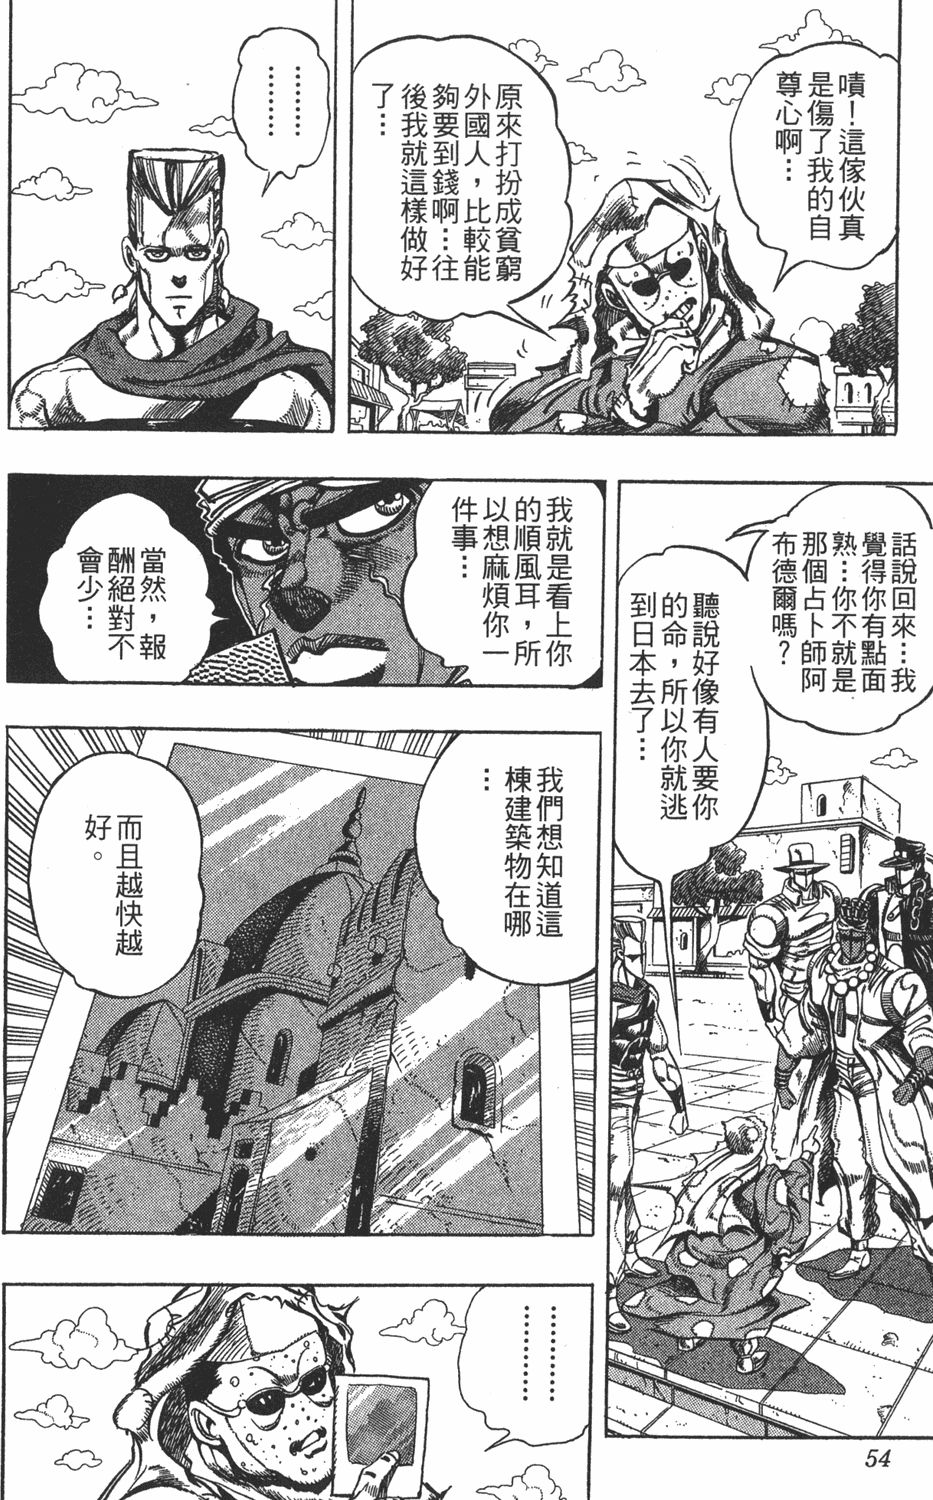 嘖！這傢伙真
是傷了我的自
尊心啊…
原來打扮成貧窮
外國人，比較能
夠要到錢啊…往
後我就這樣做好
了…
………
………
話說回來…我
覺得你有點面
熟…你不就是
那個占卜師阿
布德爾嗎？
聽說好像有人要你
的命，所以你就逃
到日本去了…
我就是看上你
的順風耳，所
以想麻煩你一
件事…
當然，報
酬絕對不
會少…
我們想知道這
棟建築物在哪
…
而且越快越
好。
………
………
54